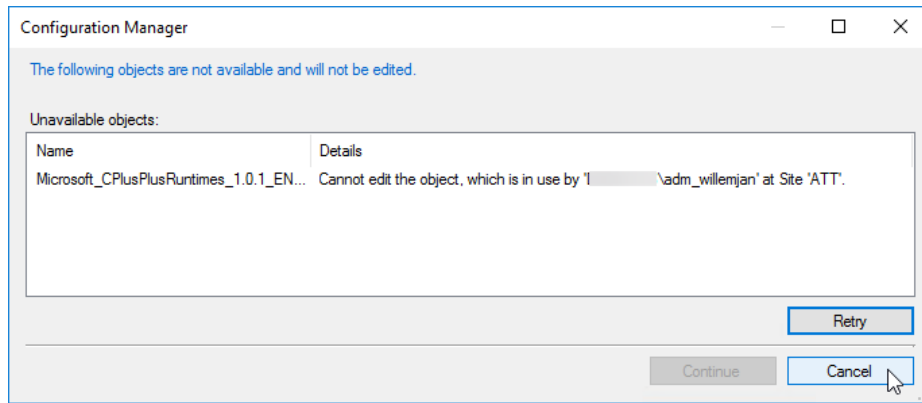 Configuration Manager
The following objects are not available and will not be edited.
Unavailable objects:
Name Details
Microsoft_CPlusPlusRuntimes_1.0.1_EN... Cannot edit the object, which is in use by 'l \adm_willemjan' at Site 'ATT'.
Retry
Continue Cancel